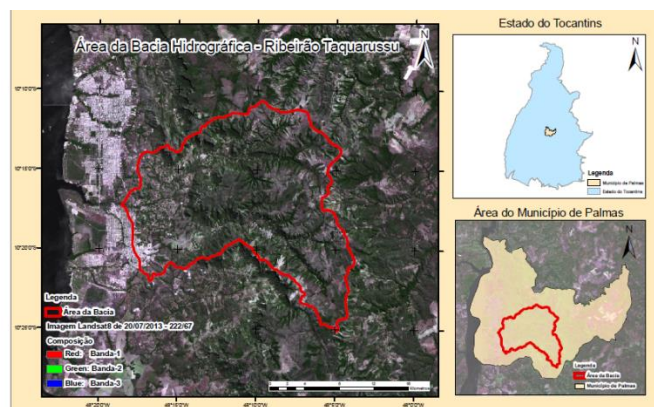 Área da Bacia Hidrográfica - Ribeirão Taquarussu
N
Legenda
Área da Bacia
Imagem Landsat8 de 20/07/2013 - 222/67
Composição
Red: Banda-1
Green: Banda-2
Blue: Banda-3
Estado do Tocantins
N
Legenda
Município de Palmas
Estado do Tocantins
Área do Município de Palmas
N
Legenda
Área da Bacia
Município de Palmas